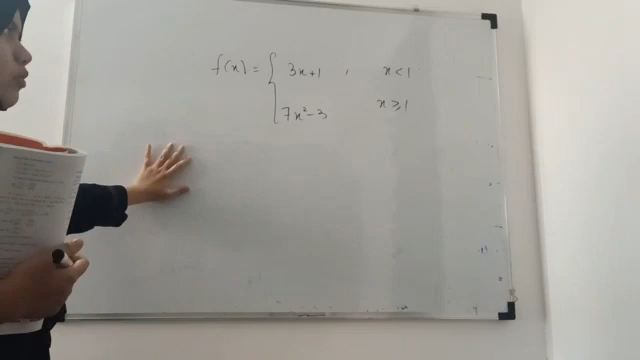 f(x) = { 3x+1 , x<1
7x²-3 x≥1